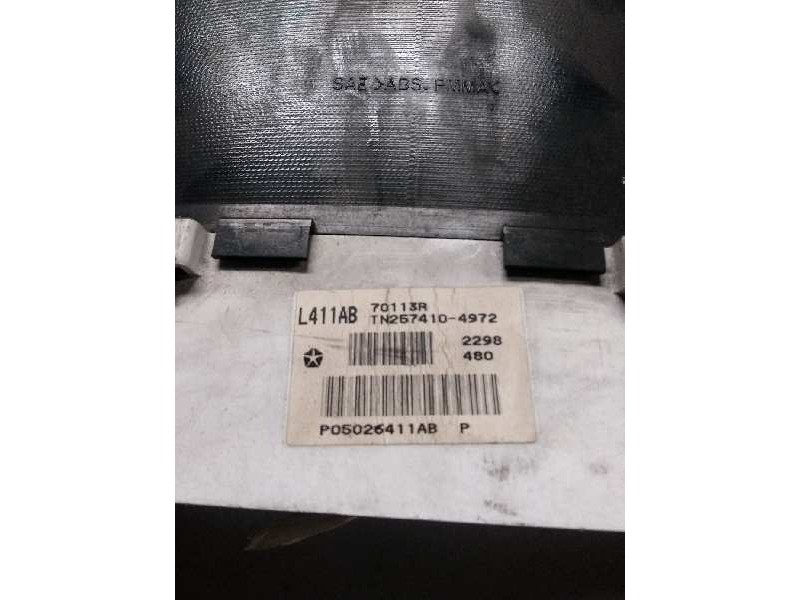 SAE >ABS.PMMA<
L411AB 70113R
TN257410-4972
2298
480
P05026411AB P